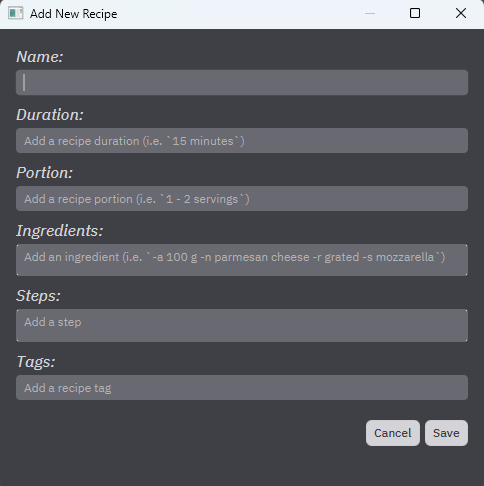 Add New Recipe
Name:
Duration:
Add a recipe duration (i.e. `15 minutes`)
Portion:
Add a recipe portion (i.e. `1 - 2 servings`)
Ingredients:
Add an ingredient (i.e. `-a 100 g -n parmesan cheese -r grated -s mozzarella`)
Steps:
Add a step
Tags:
Add a recipe tag
Cancel Save